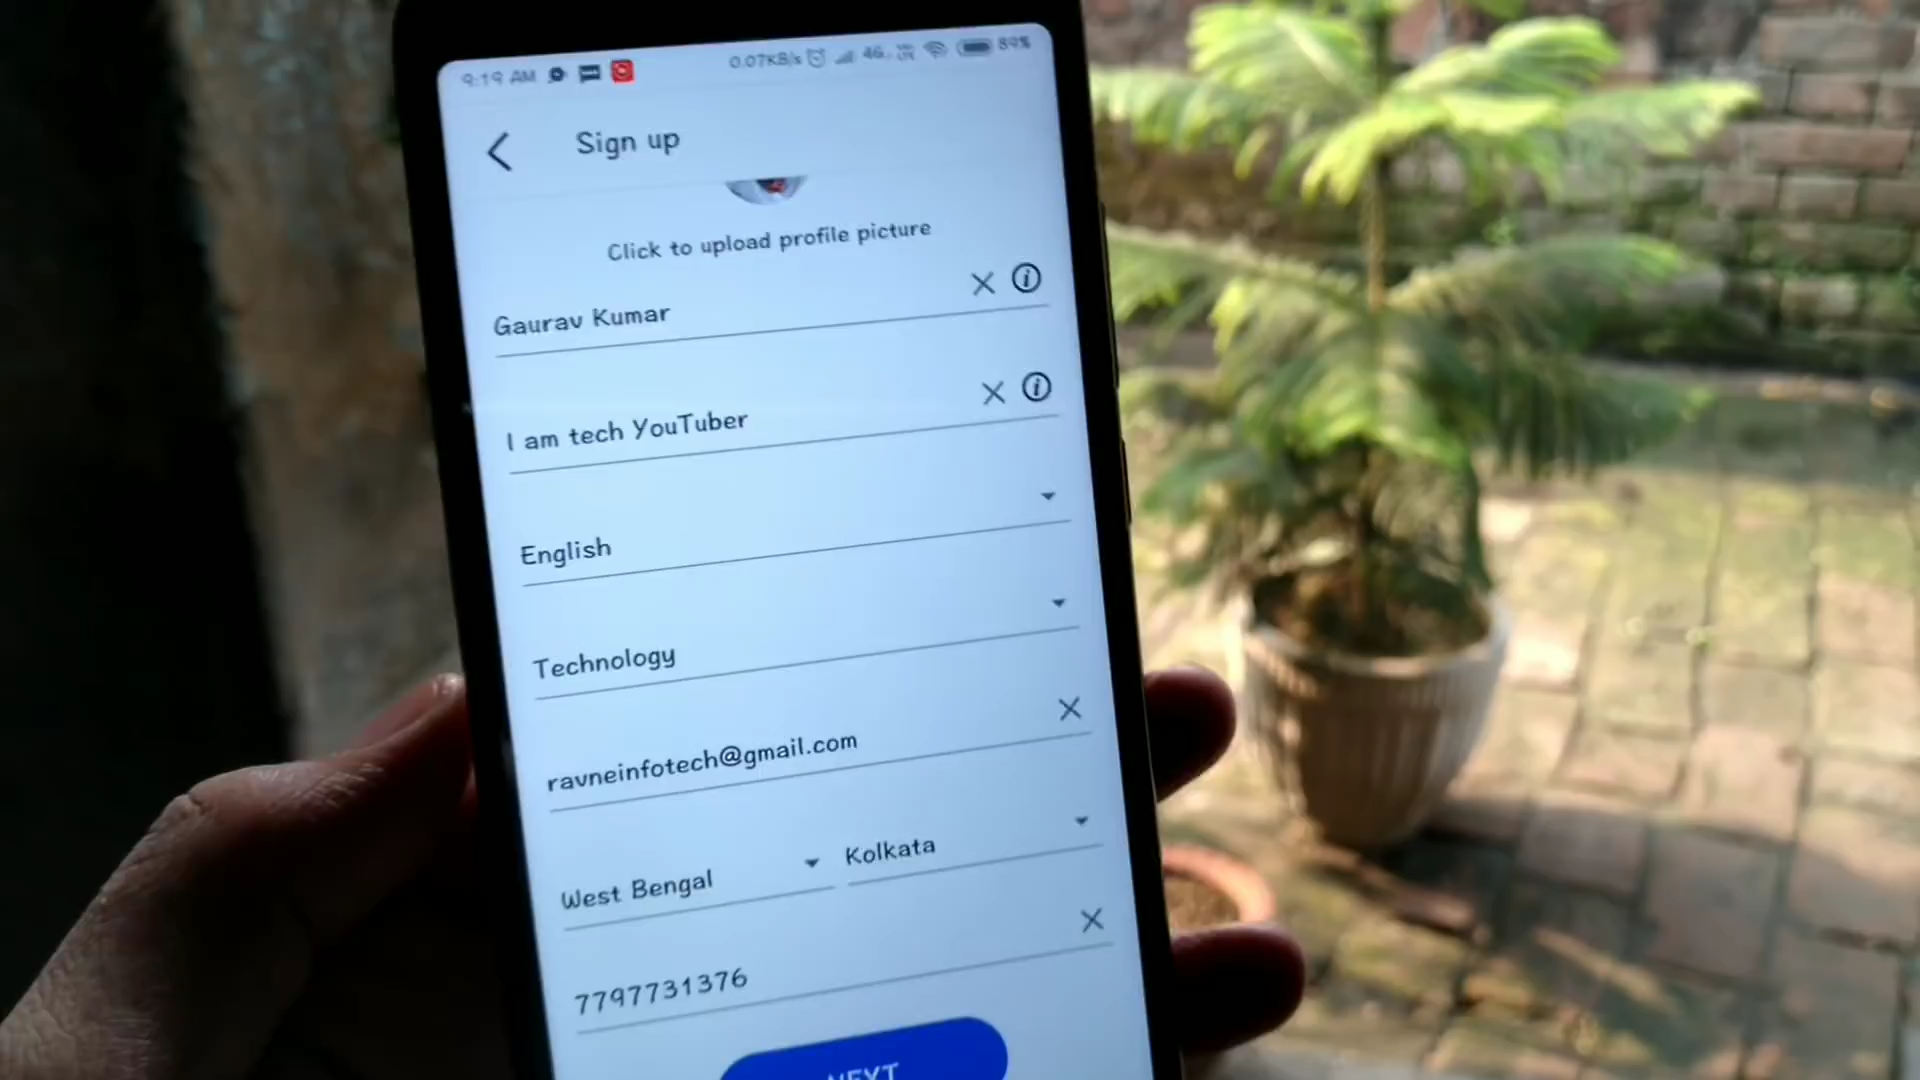 9:19 AM 0.07KB/s 4G 89%
Sign up
Click to upload profile picture
Gaurav Kumar
I am tech YouTuber
English
Technology
ravneinfotech@gmail.com
West Bengal Kolkata
7797731376
NEXT